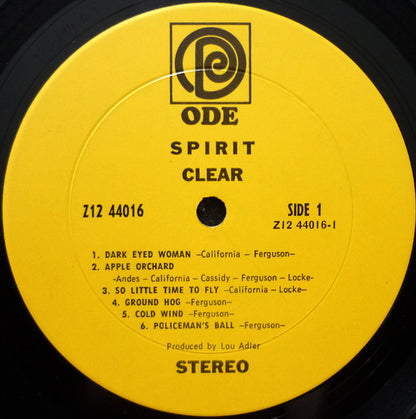 ODE
SPIRIT
CLEAR
Z12 44016
SIDE 1
Z12 44016-1
1. DARK EYED WOMAN –California – Ferguson–
2. APPLE ORCHARD
-Andes – California – Cassidy – Ferguson – Locke-
3. SO LITTLE TIME TO FLY –California – Locke–
4. GROUND HOG –Ferguson–
5. COLD WIND –Ferguson–
6. POLICEMAN'S BALL –Ferguson–
Produced by Lou Adler
STEREO